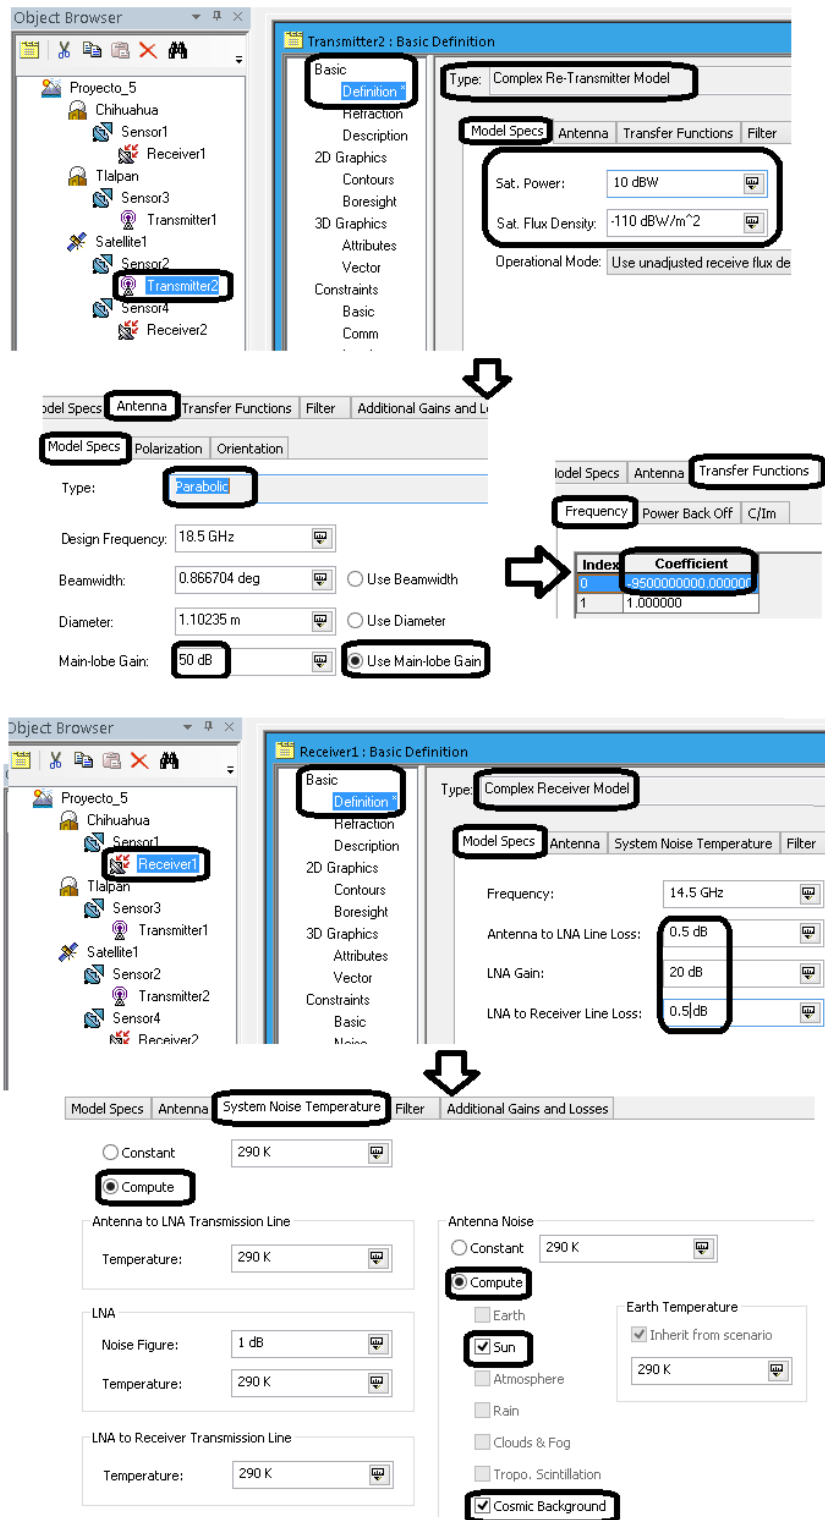 Object Browser
Proyecto_5
Chihuahua
Sensor1
Receiver1
Tlalpan
Sensor3
Transmitter1
Satellite1
Sensor2
Transmitter2
Sensor4
Receiver2
Transmitter2 : Basic Definition
Basic
Definition *
Refraction
Description
2D Graphics
Contours
Boresight
3D Graphics
Attributes
Vector
Constraints
Basic
Comm
Type: Complex Re-Transmitter Model
Model Specs Antenna Transfer Functions Filter
Sat. Power: 10 dBW
Sat. Flux Density: -110 dBW/m^2
Operational Mode: Use unadjusted receive flux de
odel Specs Antenna Transfer Functions Filter Additional Gains and L
Model Specs Polarization Orientation
Type: Parabolic
Design Frequency: 18.5 GHz
Beamwidth: 0.866704 deg Use Beamwidth
Diameter: 1.10235 m Use Diameter
Main-lobe Gain: 50 dB Use Main-lobe Gain
Model Specs Antenna Transfer Functions
Frequency Power Back Off C/Im
Index Coefficient
0 -9500000000.000000
1 1.000000
Object Browser
Proyecto_5
Chihuahua
Sensor1
Receiver1
Tlalpan
Sensor3
Transmitter1
Satellite1
Sensor2
Transmitter2
Sensor4
Receiver2
Receiver1 : Basic Definition
Basic
Definition *
Refraction
Description
2D Graphics
Contours
Boresight
3D Graphics
Attributes
Vector
Constraints
Basic
Noise
Type: Complex Receiver Model
Model Specs Antenna System Noise Temperature Filter
Frequency: 14.5 GHz
Antenna to LNA Line Loss: 0.5 dB
LNA Gain: 20 dB
LNA to Receiver Line Loss: 0.5 dB
Model Specs Antenna System Noise Temperature Filter Additional Gains and Losses
Constant 290 K
Compute
Antenna to LNA Transmission Line
Temperature: 290 K
LNA
Noise Figure: 1 dB
Temperature: 290 K
LNA to Receiver Transmission Line
Temperature: 290 K
Antenna Noise
Constant 290 K
Compute
Earth
Sun
Atmosphere
Rain
Clouds & Fog
Tropo. Scintillation
Cosmic Background
Earth Temperature
Inherit from scenario
290 K